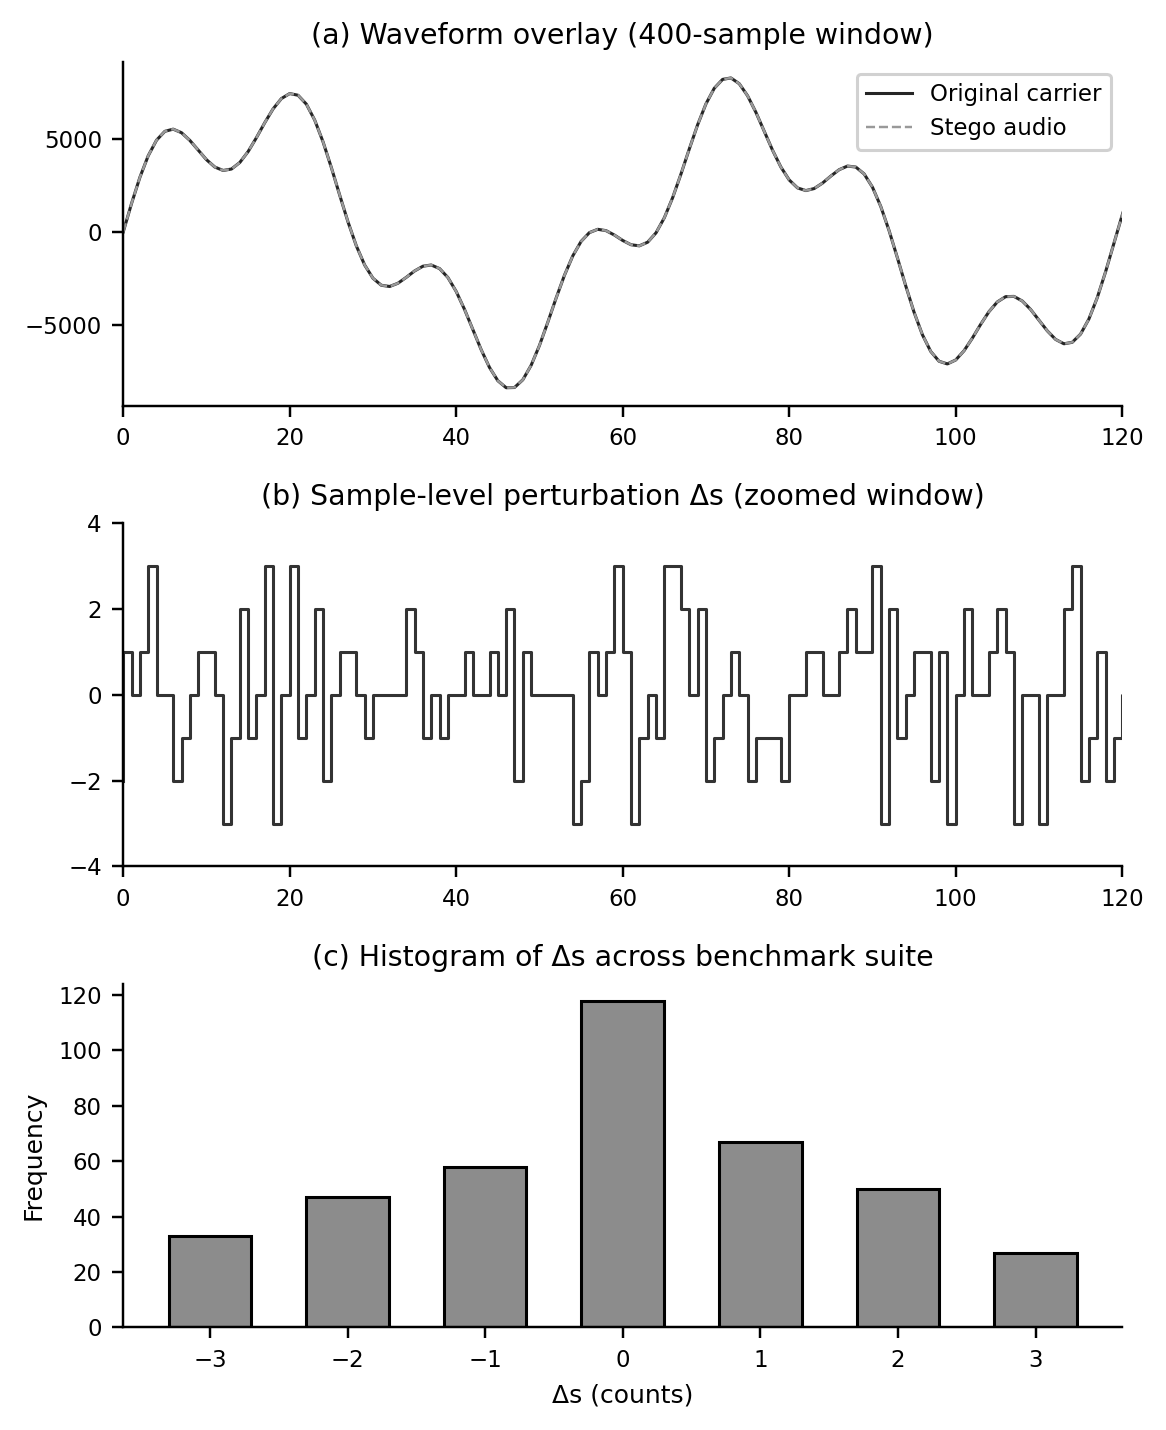 (a) Waveform overlay (400-sample window)
Original carrier
Stego audio
5000
0
−5000
0 20 40 60 80 100 120
(b) Sample-level perturbation Δs (zoomed window)
4
2
0
−2
−4
0 20 40 60 80 100 120
(c) Histogram of Δs across benchmark suite
Frequency
120
100
80
60
40
20
0
−3 −2 −1 0 1 2 3
Δs (counts)